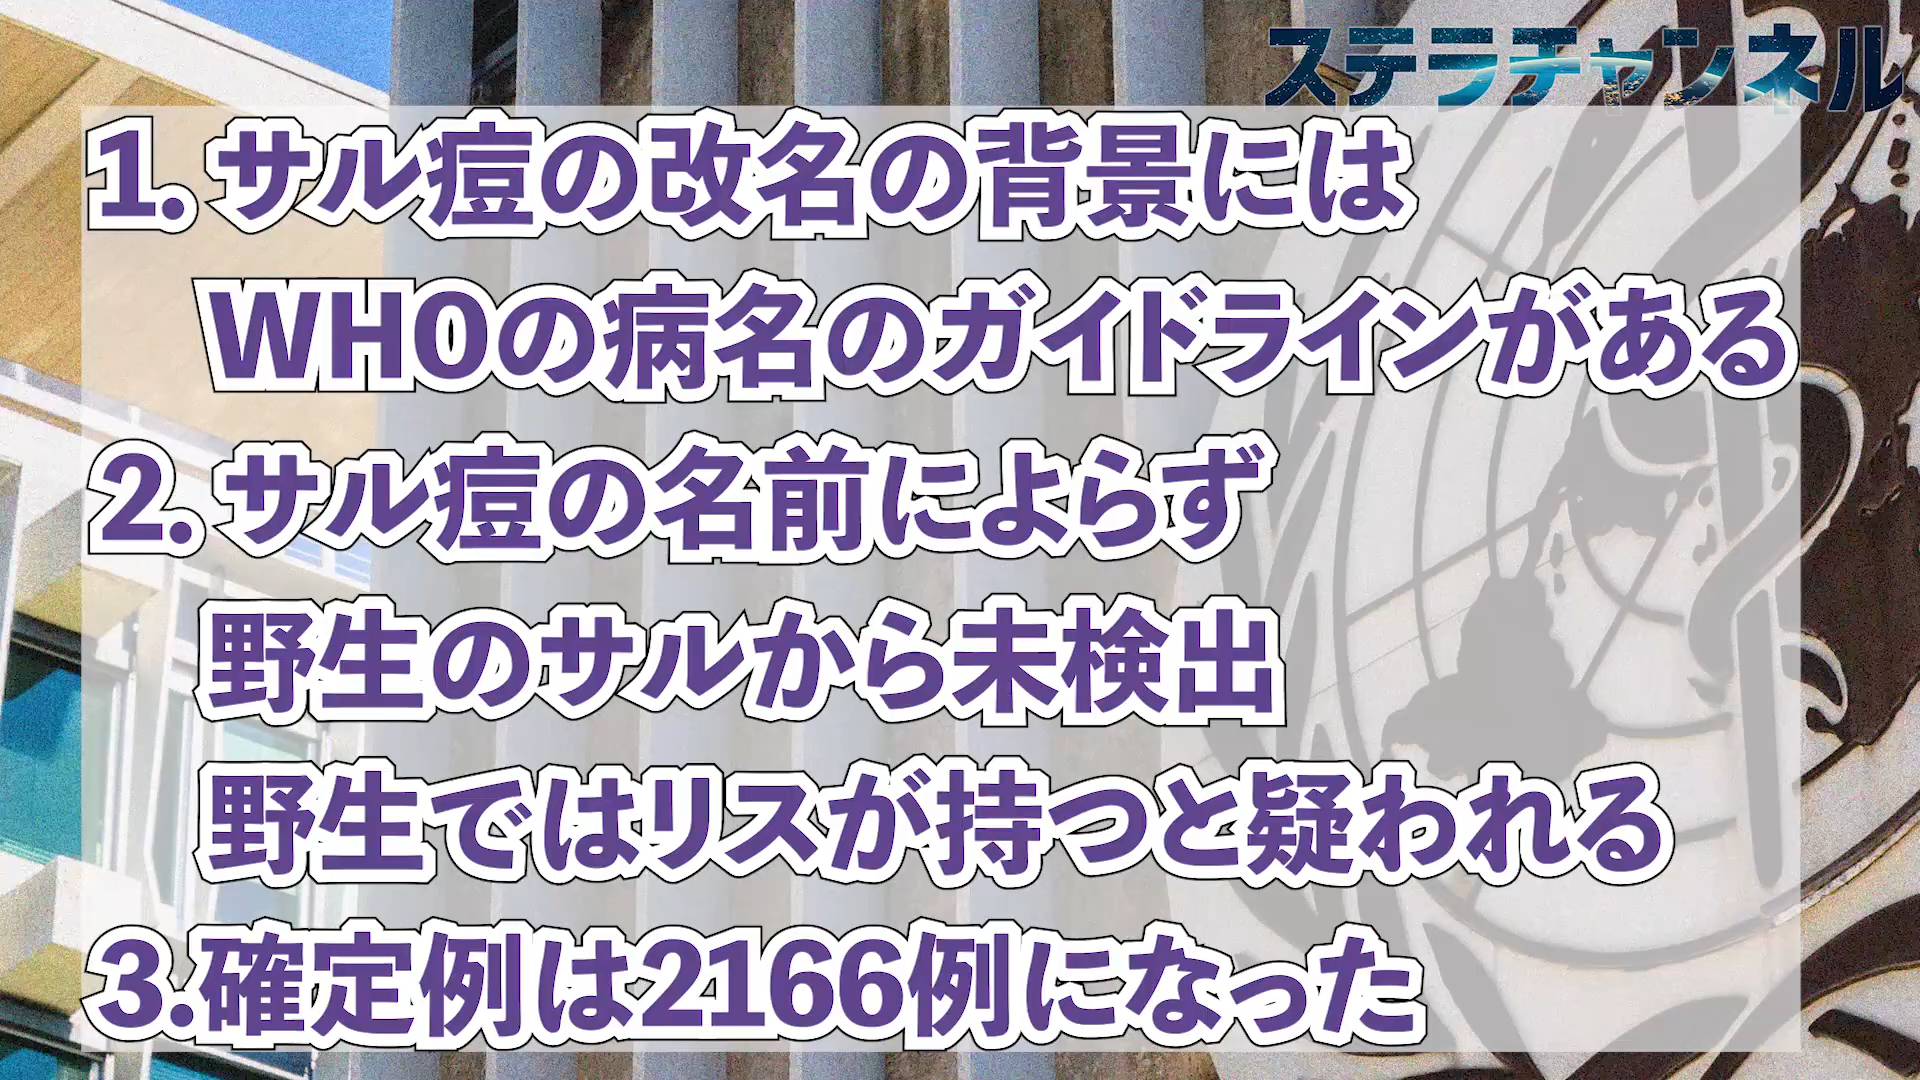 ステラチャンネル
1. サル痘の改名の背景には
WHOの病名のガイドラインがある
2. サル痘の名前によらず
野生のサルから未検出
野生ではリスが持つと疑われる
3.確定例は2166例になった